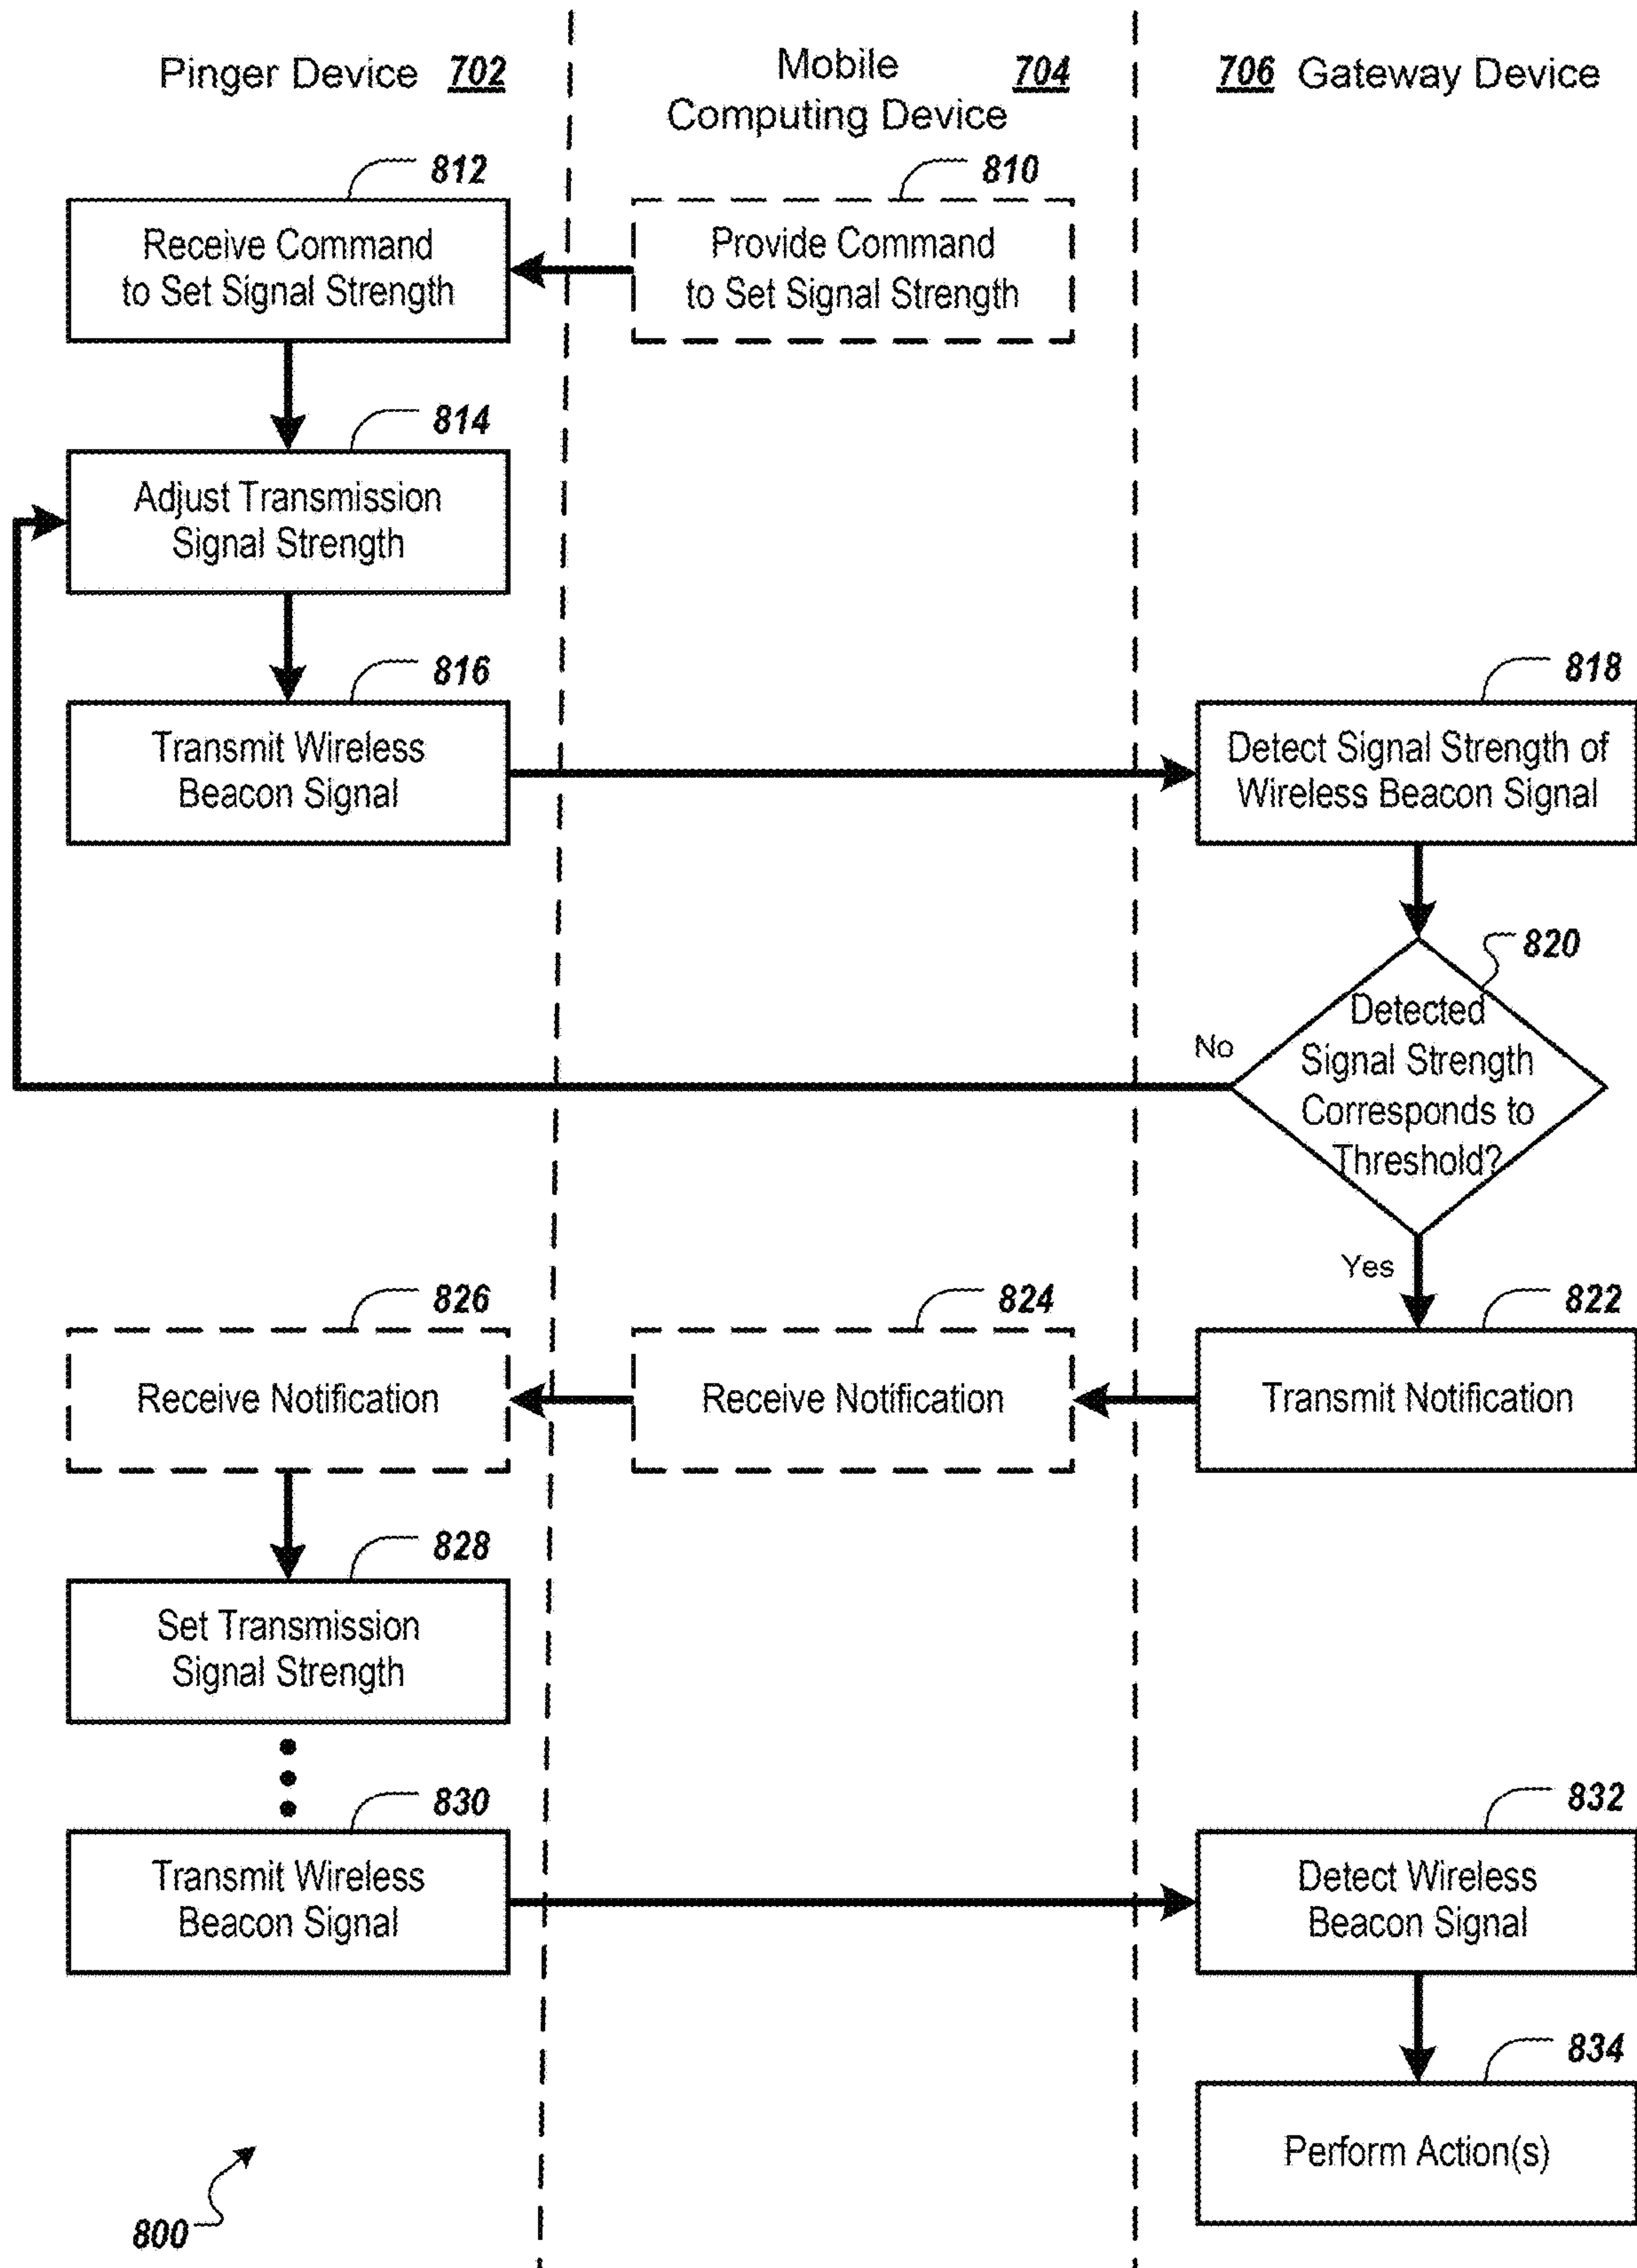 Pinger Device 702
Mobile
Computing Device 704
706 Gateway Device
812
810
Receive Command
to Set Signal Strength
Provide Command
to Set Signal Strength
814
Adjust Transmission
Signal Strength
816
818
Transmit Wireless
Beacon Signal
Detect Signal Strength of
Wireless Beacon Signal
820
Detected
Signal Strength
Corresponds to
Threshold?
No
Yes
826
824
822
Receive Notification
Receive Notification
Transmit Notification
828
Set Transmission
Signal Strength
830
832
Transmit Wireless
Beacon Signal
Detect Wireless
Beacon Signal
834
Perform Action(s)
800